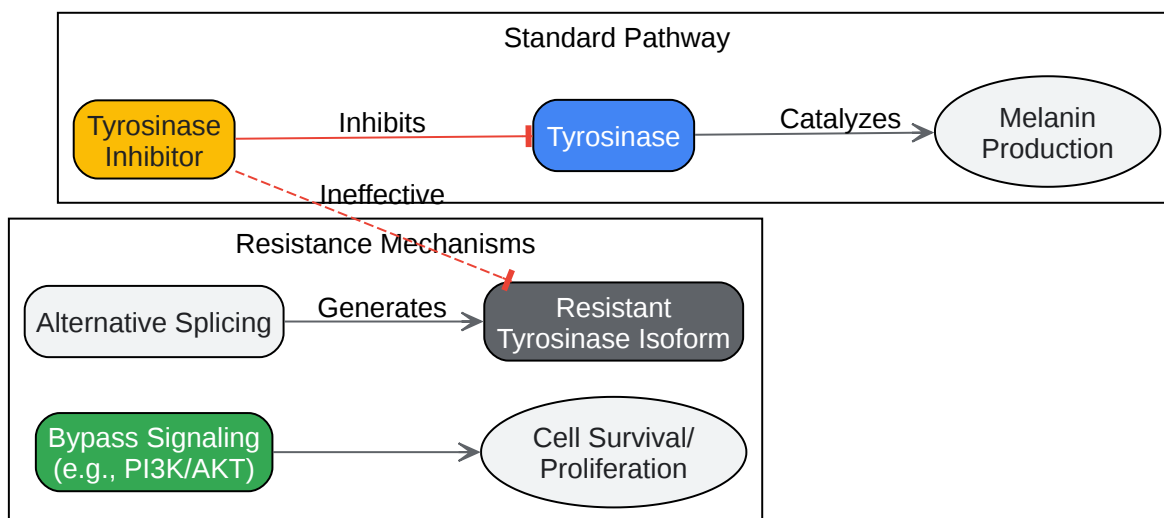 Standard Pathway
Tyrosinase
Inhibitor
Inhibits
Tyrosinase
Catalyzes
Melanin
Production
Ineffective
Resistance Mechanisms
Alternative Splicing
Generates
Resistant
Tyrosinase Isoform
Bypass Signaling
(e.g., PI3K/AKT)
Cell Survival/
Proliferation